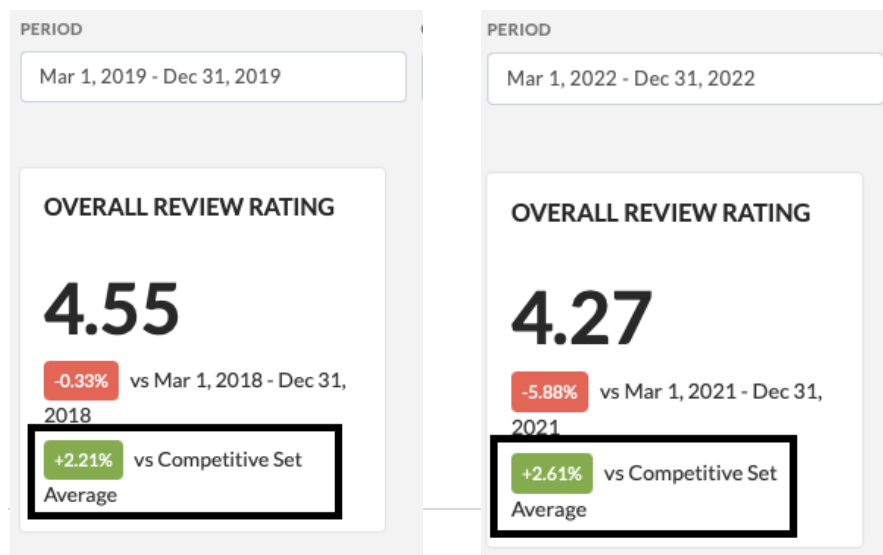 PERIOD
Mar 1, 2019 - Dec 31, 2019
OVERALL REVIEW RATING
4.55
-0.33% vs Mar 1, 2018 - Dec 31,
2018
+2.21% vs Competitive Set
Average
PERIOD
Mar 1, 2022 - Dec 31, 2022
OVERALL REVIEW RATING
4.27
-5.88% vs Mar 1, 2021 - Dec 31,
2021
+2.61% vs Competitive Set
Average